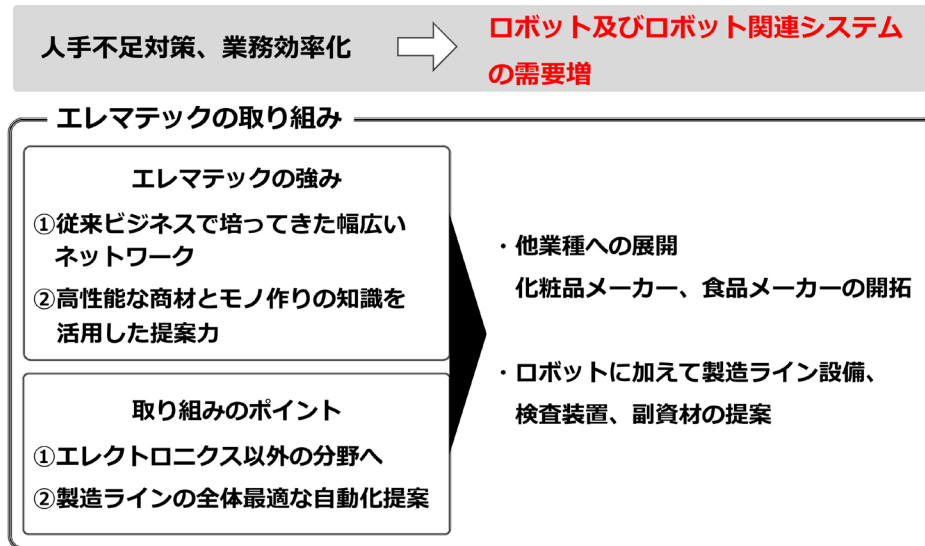 人手不足対策、業務効率化
ロボット及びロボット関連システム
の需要増
エレマテックの取り組み
エレマテックの強み
①従来ビジネスで培ってきた幅広い
ネットワーク
②高性能な商材とモノ作りの知識を
活用した提案力
取り組みのポイント
①エレクトロニクス以外の分野へ
②製造ラインの全体最適な自動化提案
・他業種への展開
化粧品メーカー、食品メーカーの開拓
・ロボットに加えて製造ライン設備、
検査装置、副資材の提案